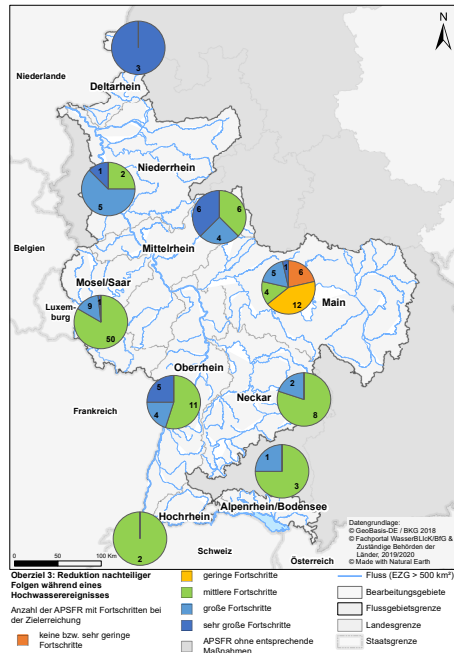 N
Niederlande
3
Deltarhein
1
2
Niederrhein
5
6
6
4
Mittelrhein
Belgien
5
1
6
4
Main
12
Mosel/Saar
Luxem-
burg
9
50
Oberrhein
5
11
4
2
Neckar
8
Frankreich
1
3
Alpenrhein/Bodensee
Hochrhein
2
Schweiz
Österreich
Datengrundlage:
© GeoBasis-DE / BKG 2018
© Fachportal WasserBLIcK/BfG &
Zuständige Behörden der
Länder, 2019/2020
© Made with Natural Earth
0 50 100
Kilometer
Oberziel 3: Reduktion nachteiliger
Folgen während eines
Hochwasserereignisses
Anzahl der APSFR mit Fortschritten bei
der Zielerreichung
keine bzw. sehr geringe
Fortschritte
geringe Fortschritte
mittlere Fortschritte
große Fortschritte
sehr große Fortschritte
APSFR ohne entsprechende
Maßnahmen
Fluss (EZG > 500 km²)
Bearbeitungsgebiete
Flussgebietsgrenze
Landesgrenze
Staatsgrenze